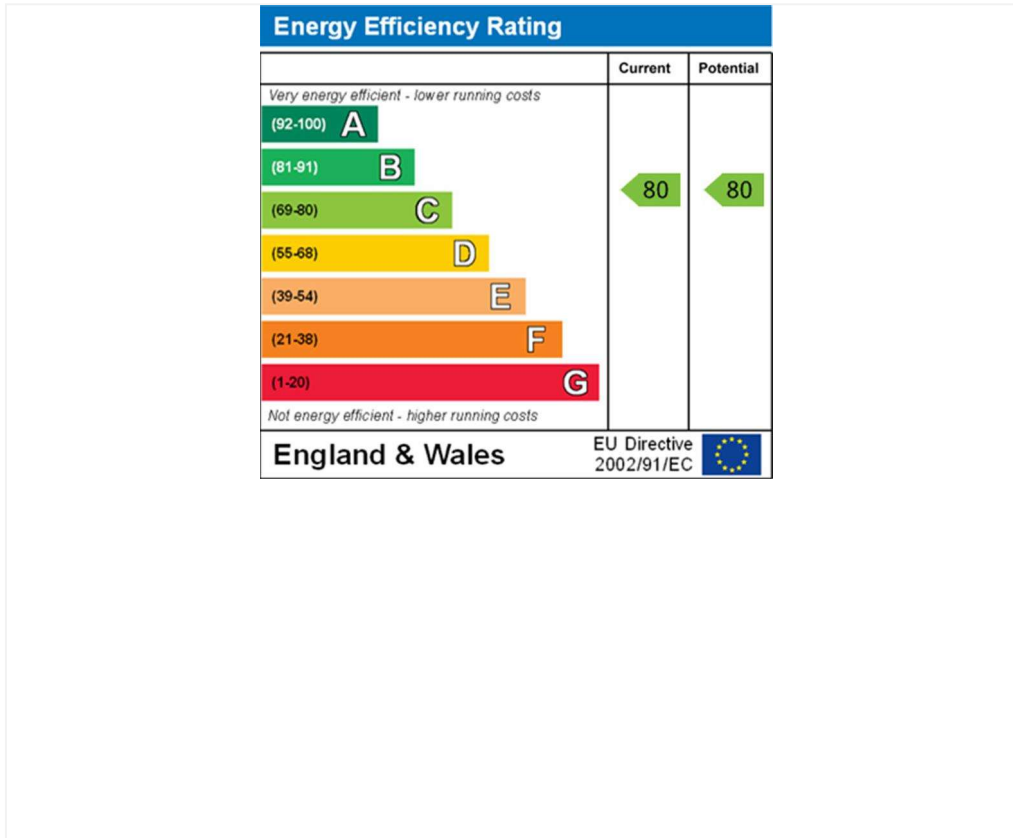 Energy Efficiency Rating
Current Potential
Very energy efficient - lower running costs
(92-100) A
(81-91) B
(69-80) C
80 80
(55-68) D
(39-54) E
(21-38) F
(1-20) G
Not energy efficient - higher running costs
England & Wales
EU Directive
2002/91/EC